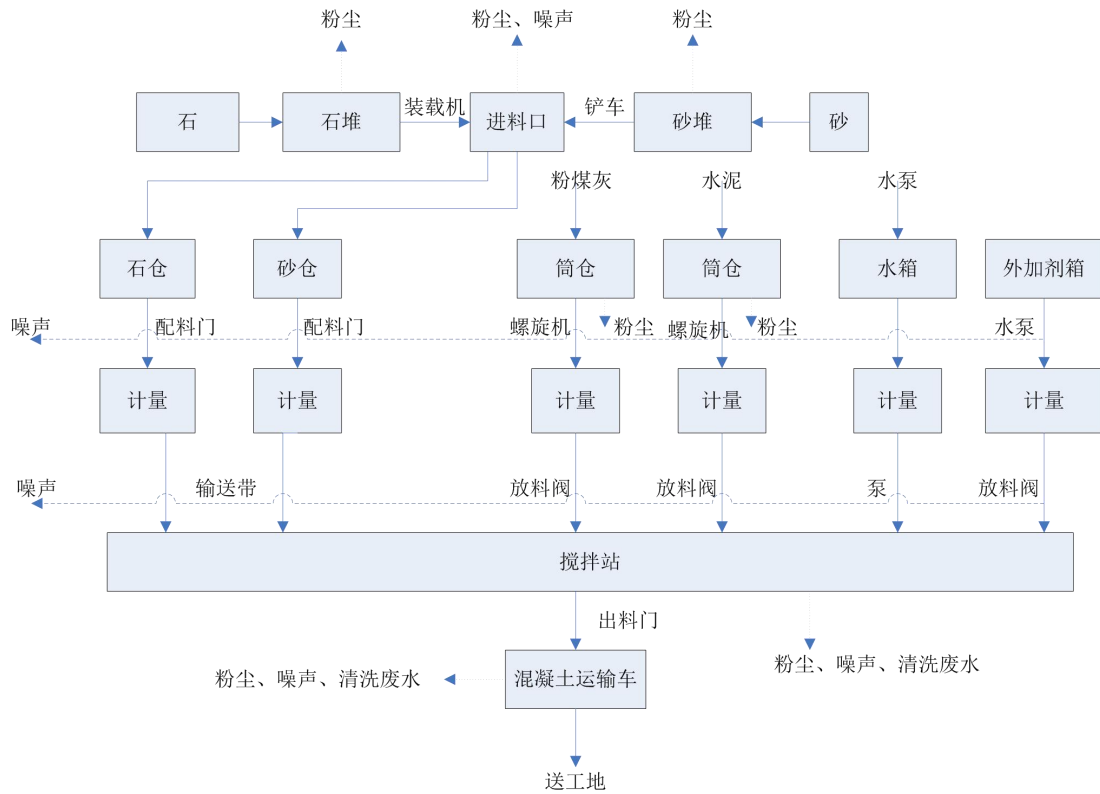 粉尘 粉尘、噪声 粉尘
石 石堆 装载机 进料口 铲车 砂堆 砂
粉煤灰 水泥 水泵
石仓 砂仓 筒仓 筒仓 水箱 外加剂箱
噪声 配料门 配料门 螺旋机 粉尘 螺旋机 粉尘 水泵
计量 计量 计量 计量 计量 计量
噪声 输送带 放料阀 放料阀 泵 放料阀
搅拌站
出料门
粉尘、噪声、清洗废水 混凝土运输车 粉尘、噪声、清洗废水
送工地